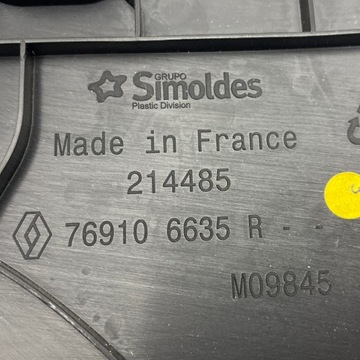 GRUPO
Simoldes
Plastic Division
Made in France
214485
76910 6635 R - -
M09845